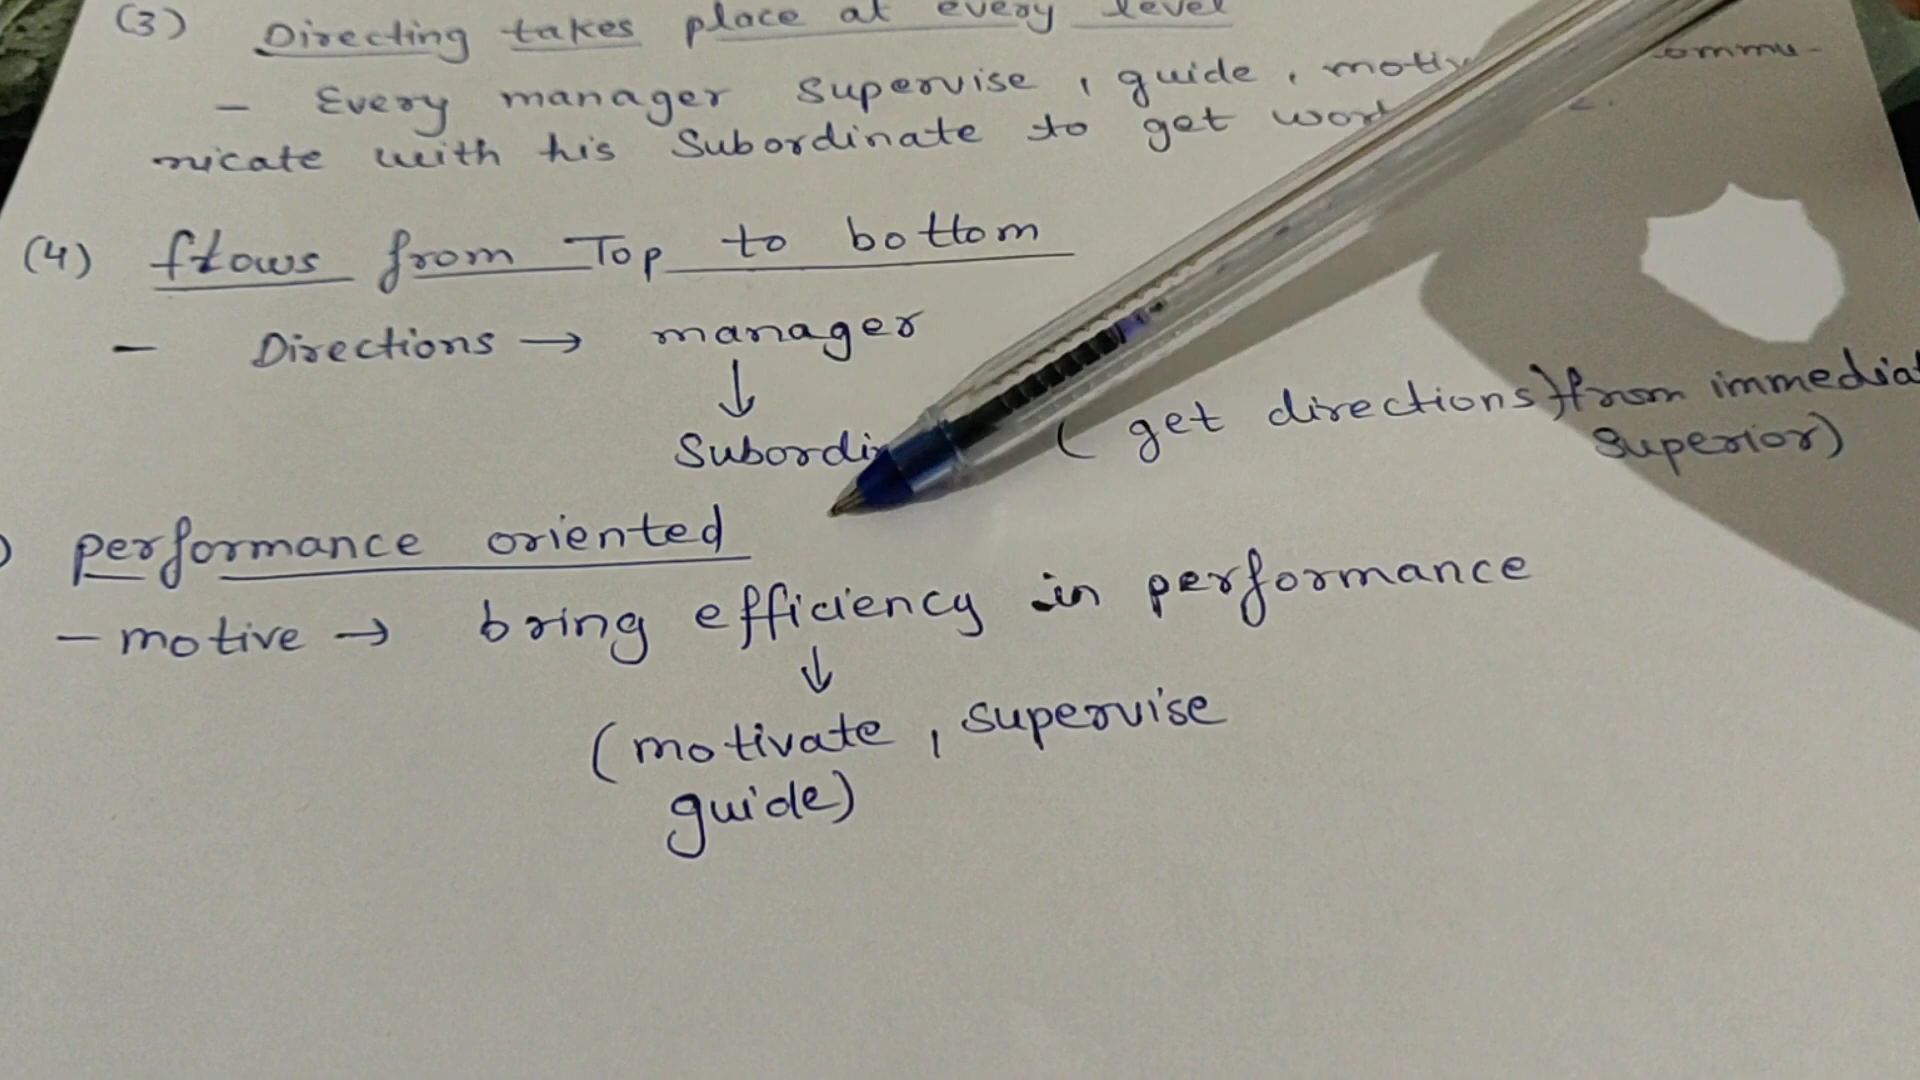 (3) Directing takes place at every level
- Every manager supervise, guide,
nicate with his Subordinate to get
(4) flows from Top to bottom
- Directions → manager
↓
(get directions) from
Superior)
) performance oriented
- motive → bring efficiency in performance
↓
(motivate, supervise
guide)